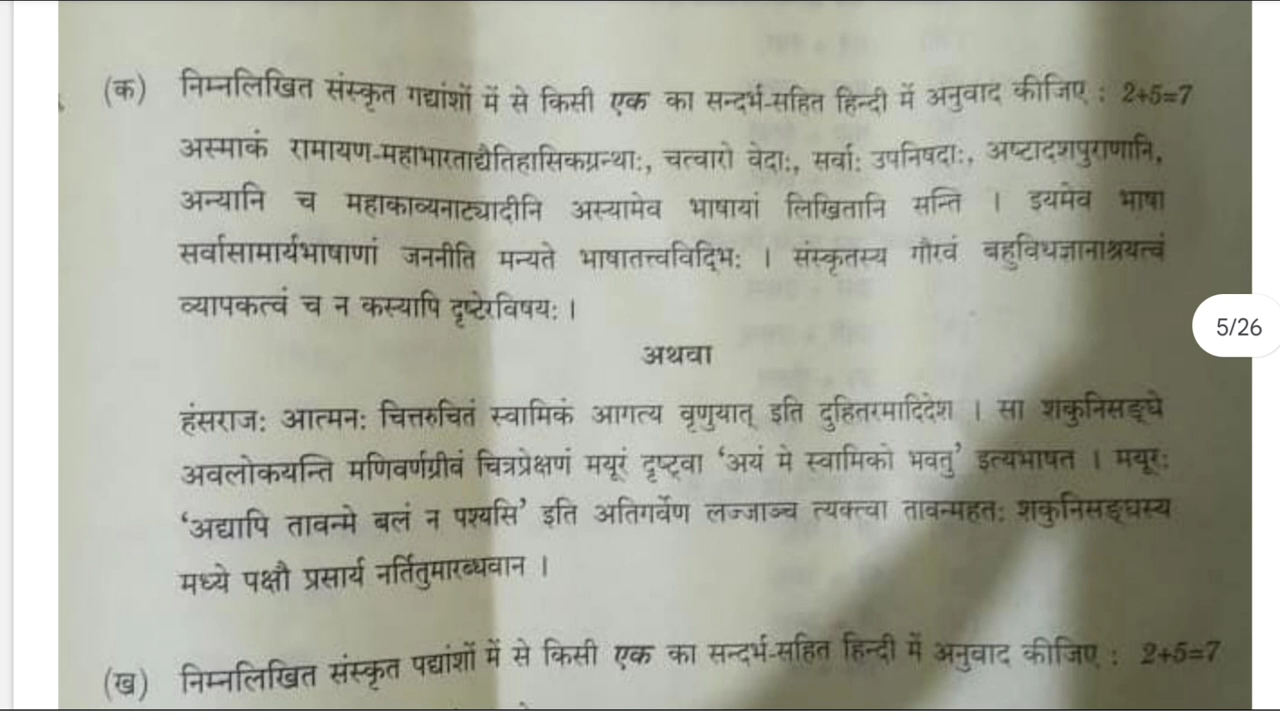 (क) निम्नलिखित संस्कृत गद्यांशों में से किसी एक का सन्दर्भ-सहित हिन्दी में अनुवाद कीजिए : 2+5=7
अस्माकं रामायण-महाभारताद्यैतिहासिकग्रन्थाः, चत्वारो वेदाः, सर्वाः उपनिषदाः, अष्टादशपुराणानि,
अन्यानि च महाकाव्यनाट्यादीनि अस्यामेव भाषायां लिखितानि सन्ति । इयमेव भाषा
सर्वासामार्यभाषाणां जननीति मन्यते भाषातत्त्वविद्भिः । संस्कृतस्य गौरवं बहुविधज्ञानाश्रयत्वं
व्यापकत्वं च न कस्यापि दृष्टेरविषयः ।
अथवा
हंसराजः आत्मनः चित्तरुचितं स्वामिकं आगत्य वृणुयात् इति दुहितरमादिदेश । सा शकुनिसङ्घे
अवलोकयन्ति मणिवर्णग्रीवं चित्रप्रेक्षणं मयूरं दृष्ट्वा ‘अयं मे स्वामिको भवतु’ इत्यभाषत । मयूरः
‘अद्यापि तावन्मे बलं न पश्यसि’ इति अतिगर्वेण लज्जाञ्च त्यक्त्वा तावन्महतः शकुनिसङ्घस्य
मध्ये पक्षौ प्रसार्य नर्तितुमारब्धवान ।
5/26
(ख) निम्नलिखित संस्कृत पद्यांशों में से किसी एक का सन्दर्भ-सहित हिन्दी में अनुवाद कीजिए : 2+5=7